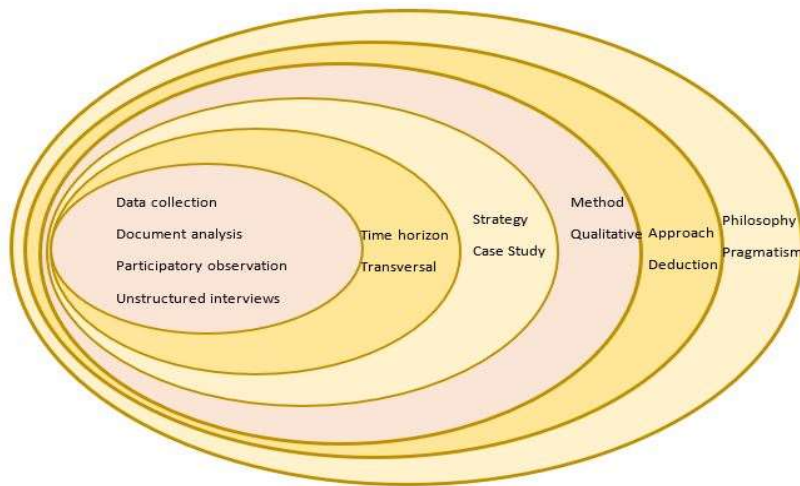 Data collection
Document analysis
Participatory observation
Unstructured interviews
Time horizon
Transversal
Strategy
Case Study
Method
Qualitative
Approach
Deduction
Philosophy
Pragmatism